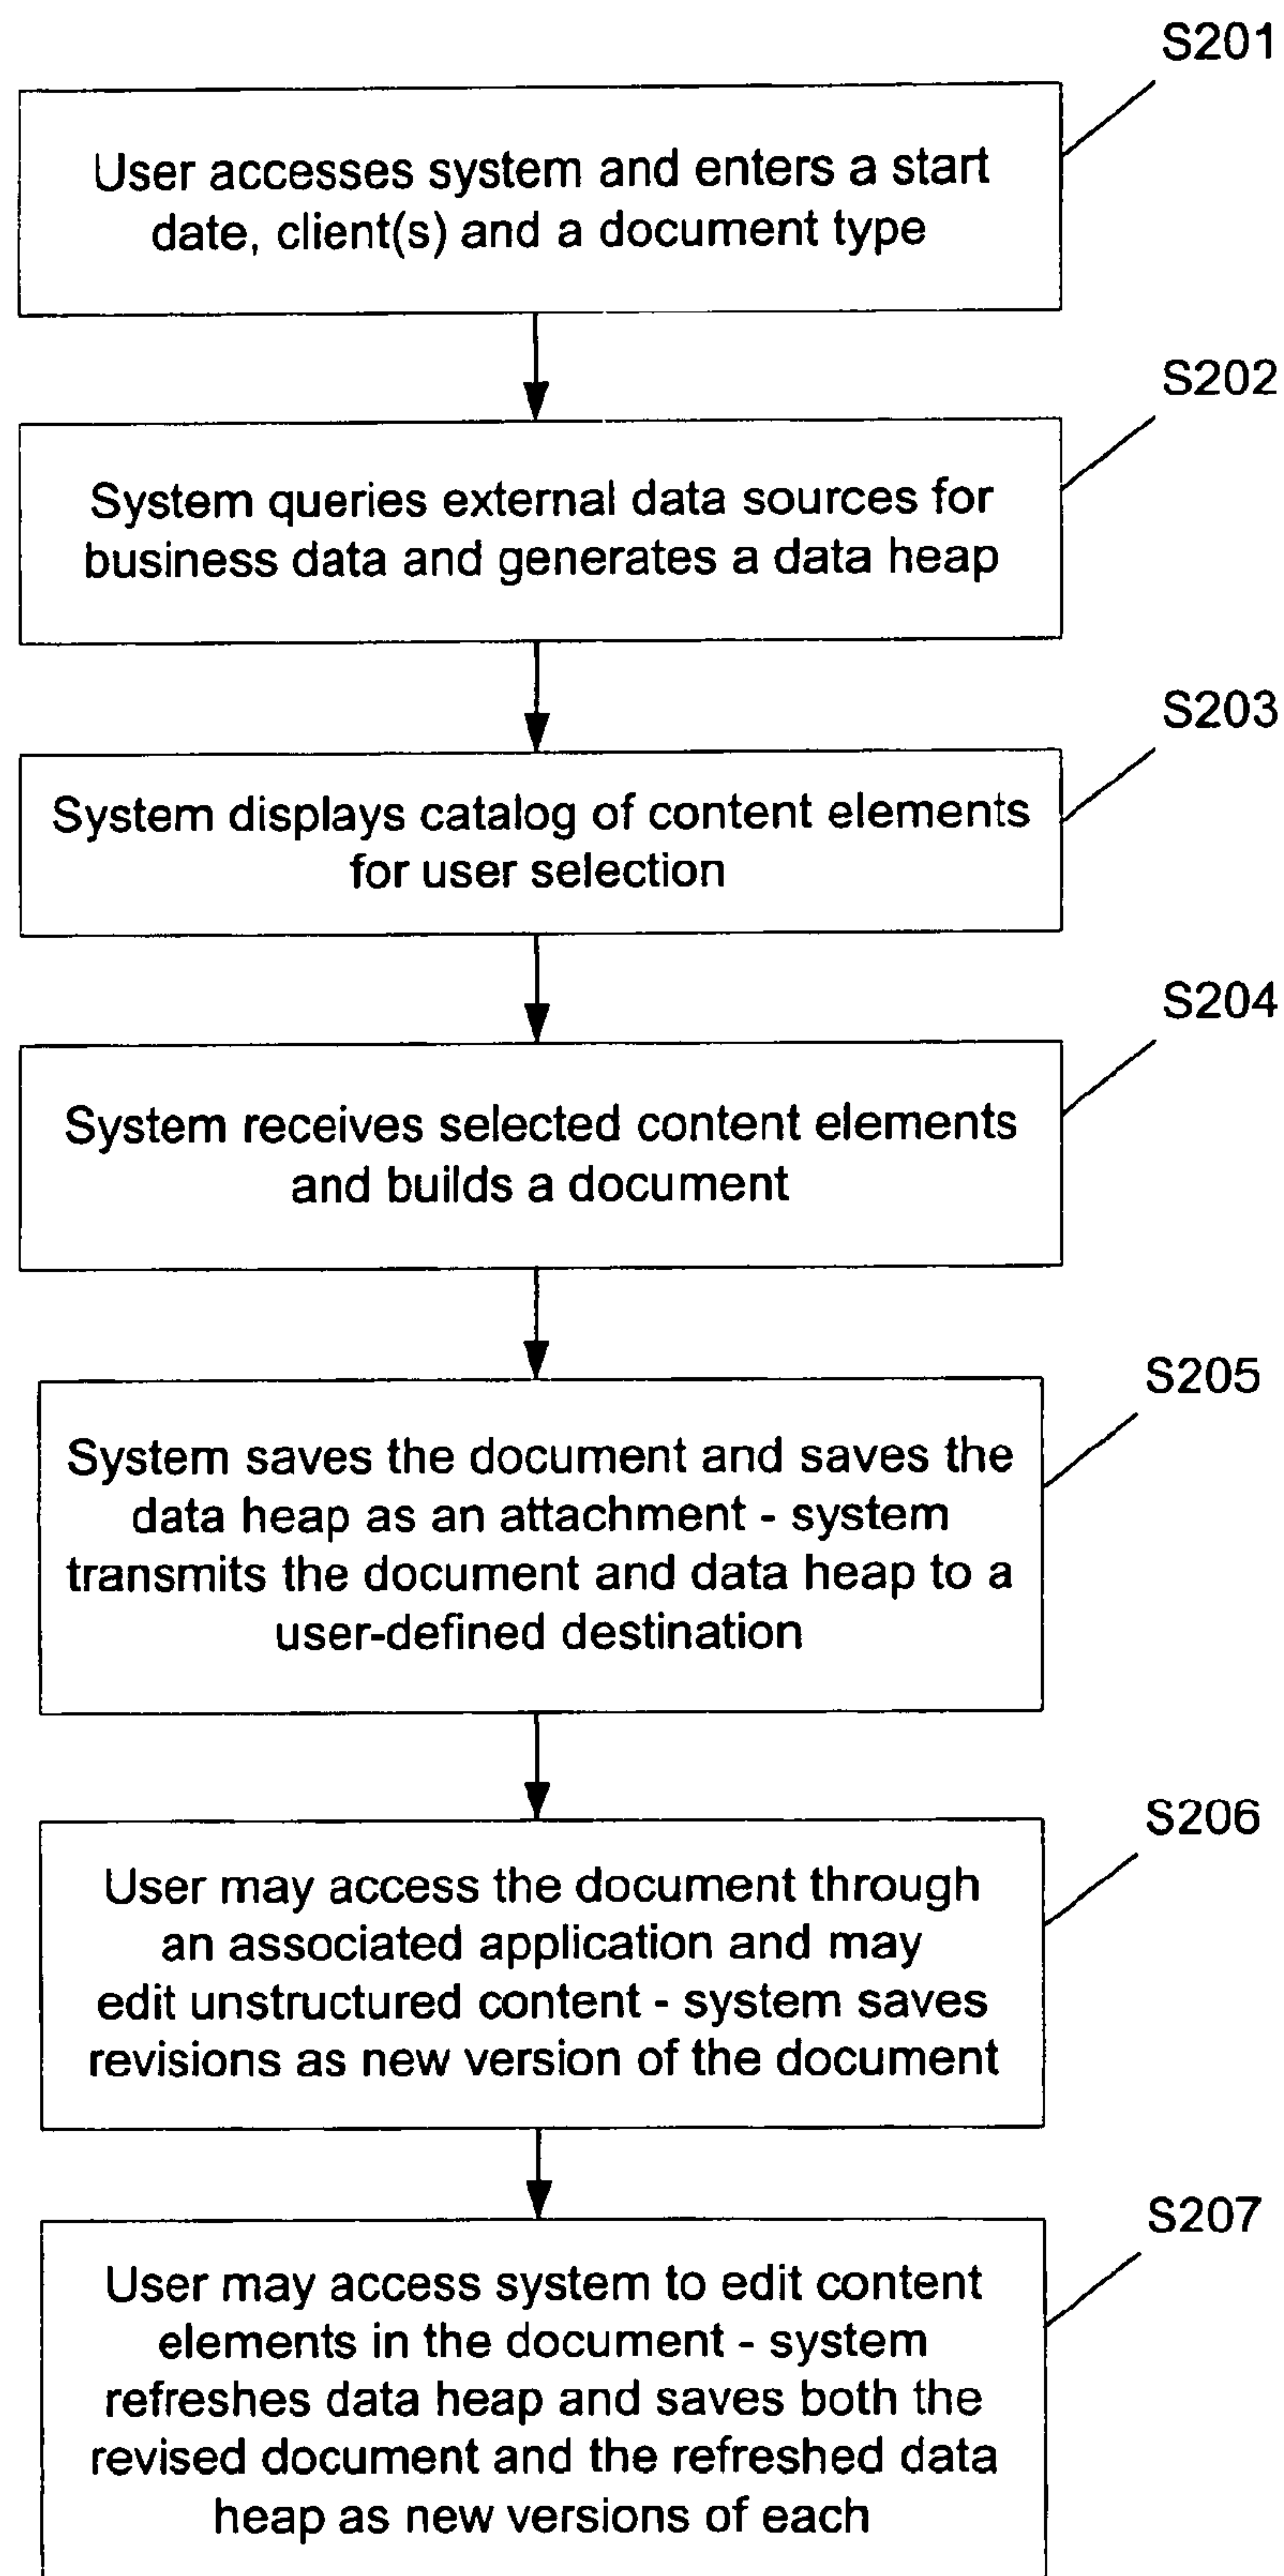 S201
User accesses system and enters a start
date, client(s) and a document type
S202
System queries external data sources for
business data and generates a data heap
S203
System displays catalog of content elements
for user selection
S204
System receives selected content elements
and builds a document
S205
System saves the document and saves the
data heap as an attachment - system
transmits the document and data heap to a
user-defined destination
S206
User may access the document through
an associated application and may
edit unstructured content - system saves
revisions as new version of the document
S207
User may access system to edit content
elements in the document - system
refreshes data heap and saves both the
revised document and the refreshed data
heap as new versions of each